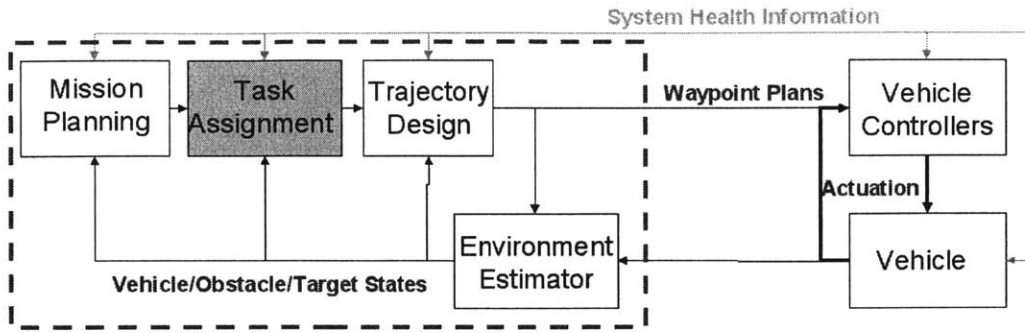 System Health Information
Mission
Planning
Task
Assignment
Trajectory
Design
Waypoint Plans
Vehicle
Controllers
Actuation
Environment
Estimator
Vehicle
Vehicle/Obstacle/Target States